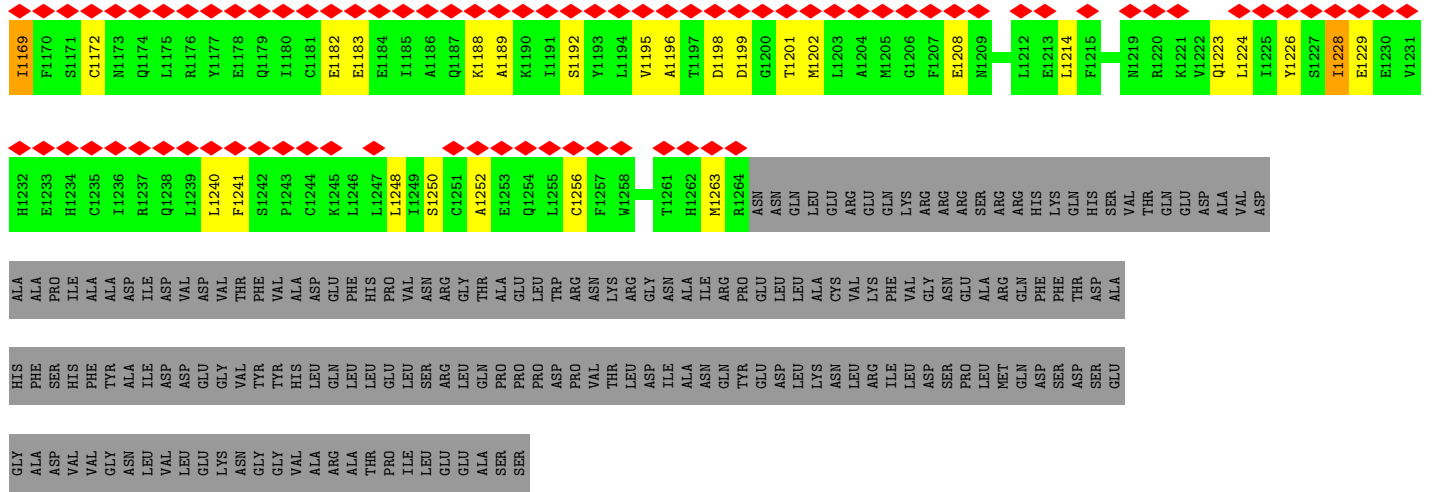 I1169 F1170 S1171 C1172 N1173 Q1174 L1175 R1176 Y1177 E1178 Q1179 I1180 C1181 E1182 E1183 E1184 I1185 A1186 Q1187 K1188 A1189 K1190 I1191 S1192 Y1193 L1194 V1195 A1196 T1197 D1198 D1199 G1200 T1201 M1202 L1203 A1204 M1205 G1206 F1207 E1208 N1209 L1212 E1213 L1214 F1215 N1219 R1220 K1221 V1222 Q1223 L1224 I1225 Y1226 S1227 I1228 E1229 E1230 V1231
H1232 E1233 H1234 C1235 I1236 R1237 Q1238 L1239 L1240 F1241 S1242 P1243 C1244 K1245 L1246 L1247 L1248 I1249 S1250 C1251 A1252 E1253 Q1254 L1255 C1256 F1257 W1258 T1261 H1262 M1263 R1264 ASN ASN GLN LEU GLU ARG GLU GLN LYS ARG ARG ARG SER ARG ARG HIS LYS GLN HIS SER VAL THR GLN GLU ASP ALA VAL ASP
ALA ALA PRO ILE ALA ALA ASP ILE ASP VAL ASP VAL THR PHE VAL ALA ASP GLU PHE HIS PRO VAL ASN ARG GLY THR ALA GLU LEU TRP ARG ASN LYS ARG GLY ASN ALA ILE ARG PRO GLU LEU LEU ALA CYS VAL LYS PHE VAL GLY ASN GLU ALA ARG GLN PHE PHE THR ASP ALA
HIS PHE SER HIS PHE TYR ALA ILE ASP ASP GLU GLY VAL TYR TYR HIS LEU GLN LEU LEU GLU LEU SER ARG LEU GLN PRO PRO PRO ASP PRO VAL THR LEU ASP ILE ALA ASN GLN TYR GLU ASP LEU LYS ASN LEU ARG ILE LEU ASP SER PRO LEU MET GLN ASP SER ASP SER GLU
GLY ALA ASP VAL VAL GLY ASN LEU VAL LEU GLU LYS ASN GLY GLY VAL ALA ARG ALA THR PRO ILE LEU GLU GLU ALA SER SER